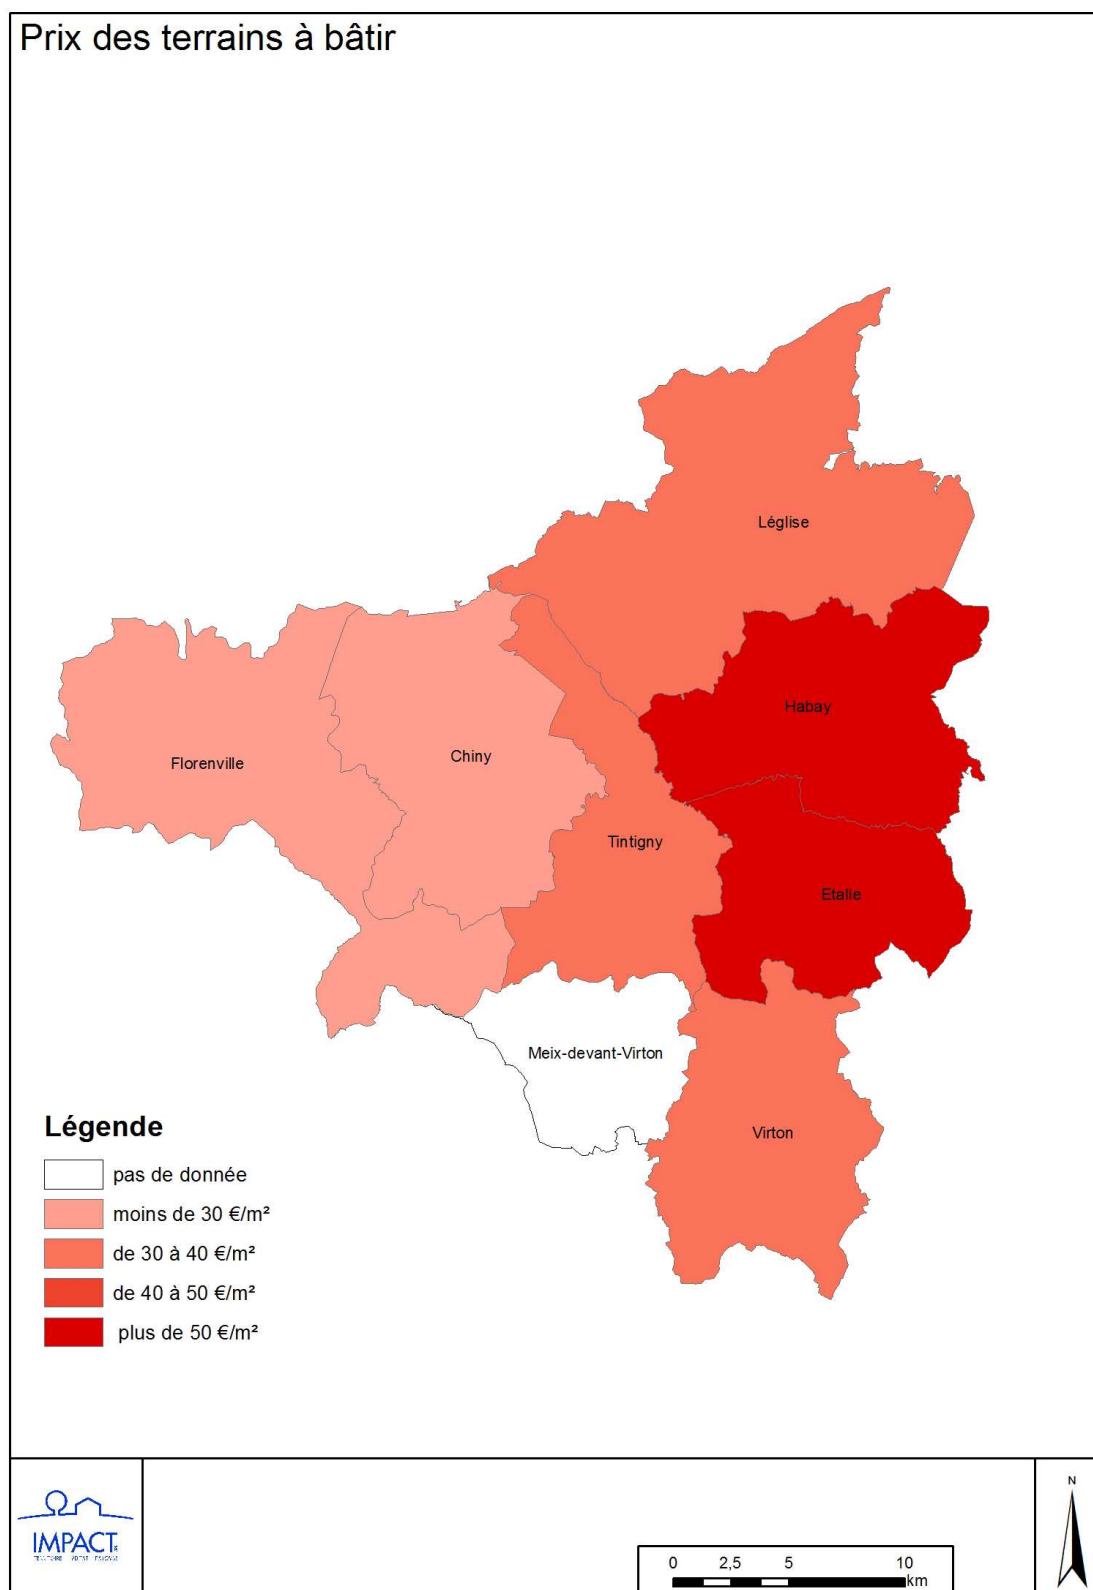 Prix des terrains à bâtir
Léglise
Habay
Florenville
Chiny
Tintigny
Etalle
Meix-devant-Virton
Virton
Légende
pas de donnée
moins de 30 €/m²
de 30 à 40 €/m²
de 40 à 50 €/m²
plus de 50 €/m²
IMPACT
N
0 2,5 5 10
km